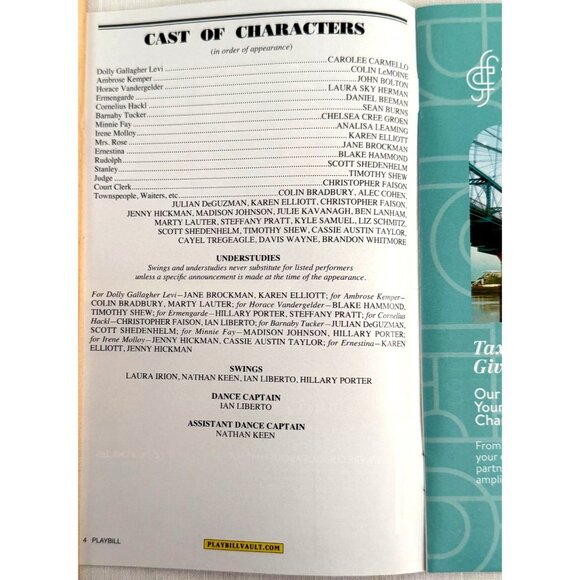 CAST OF CHARACTERS
(in order of appearance)
Dolly Gallagher Levi CAROLEE CARMELLO
Ambrose Kemper COLIN LeMOINE
Horace Vandergelder JOHN BOLTON
Ermengarde LAURA SKY HERMAN
Cornelius Hackl DANIEL BEEMAN
Barnaby Tucker SEAN BURNS
Minnie Fay CHELSEA CREE GROEN
Irene Molloy ANALISA LEAMING
Mrs. Rose KAREN ELLIOTT
Ernestina JANE BROCKMAN
Rudolph BLAKE HAMMOND
Stanley SCOTT SHEDENHELM
Judge TIMOTHY SHEW
Court Clerk CHRISTOPHER FAISON
Townspeople, Waiters, etc. COLIN BRADBURY, ALEC COHEN,
JULIAN DeGUZMAN, KAREN ELLIOTT, CHRISTOPHER FAISON,
JENNY HICKMAN, MADISON JOHNSON, JULIE KAVANAGH, BEN LANHAM,
MARTY LAUTER, STEFFANY PRATT, KYLE SAMUEL, LIZ SCHMITZ,
SCOTT SHEDENHELM, TIMOTHY SHEW, CASSIE AUSTIN TAYLOR,
CAYEL TREGEAGLE, DAVIS WAYNE, BRANDON WHITMORE
UNDERSTUDIES
Swings and understudies never substitute for listed performers
unless a specific announcement is made at the time of the appearance.
For Dolly Gallagher Levi—JANE BROCKMAN, KAREN ELLIOTT; for Ambrose Kemper—
COLIN BRADBURY, MARTY LAUTER; for Horace Vandergelder—BLAKE HAMMOND,
TIMOTHY SHEW; for Ermengarde—HILLARY PORTER, STEFFANY PRATT; for Cornelius
Hackl—CHRISTOPHER FAISON, IAN LIBERTO; for Barnaby Tucker—JULIAN DeGUZMAN,
SCOTT SHEDENHELM; for Minnie Fay—MADISON JOHNSON, HILLARY PORTER;
for Irene Molloy—JENNY HICKMAN, CASSIE AUSTIN TAYLOR; for Ernestina—KAREN
ELLIOTT, JENNY HICKMAN
SWINGS
LAURA IRION, NATHAN KEEN, IAN LIBERTO, HILLARY PORTER
DANCE CAPTAIN
IAN LIBERTO
ASSISTANT DANCE CAPTAIN
NATHAN KEEN
4 PLAYBILL
PLAYBILLVAULT.COM
Tax
Giv
Our
Your
Cha
From
your c
partn
ampli